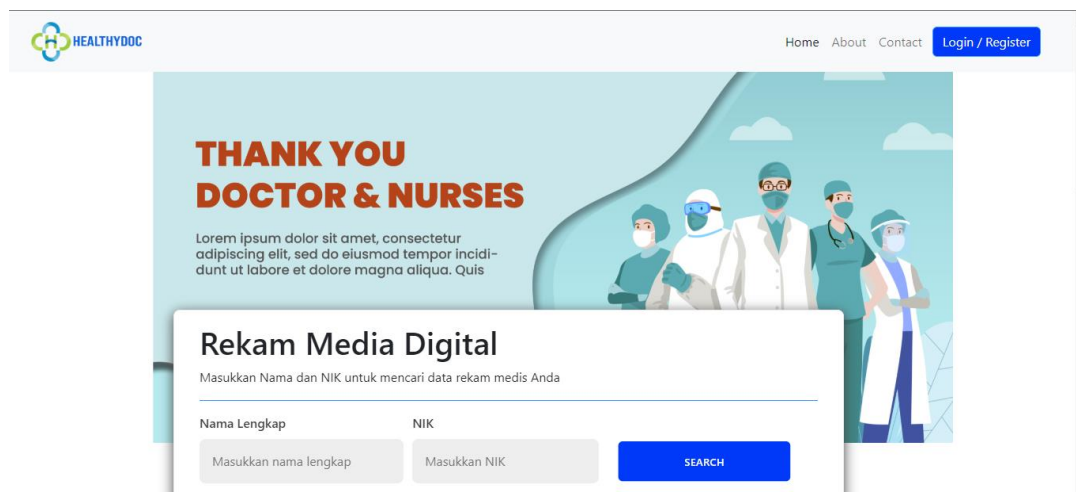 HEALTHYDOC
Home About Contact Login / Register
THANK YOU
DOCTOR & NURSES
Lorem ipsum dolor sit amet, consectetur
adipiscing elit, sed do eiusmod tempor incidi-
dunt ut labore et dolore magna aliqua. Quis
Rekam Media Digital
Masukkan Nama dan NIK untuk mencari data rekam medis Anda
Nama Lengkap NIK
Masukkan nama lengkap Masukkan NIK SEARCH